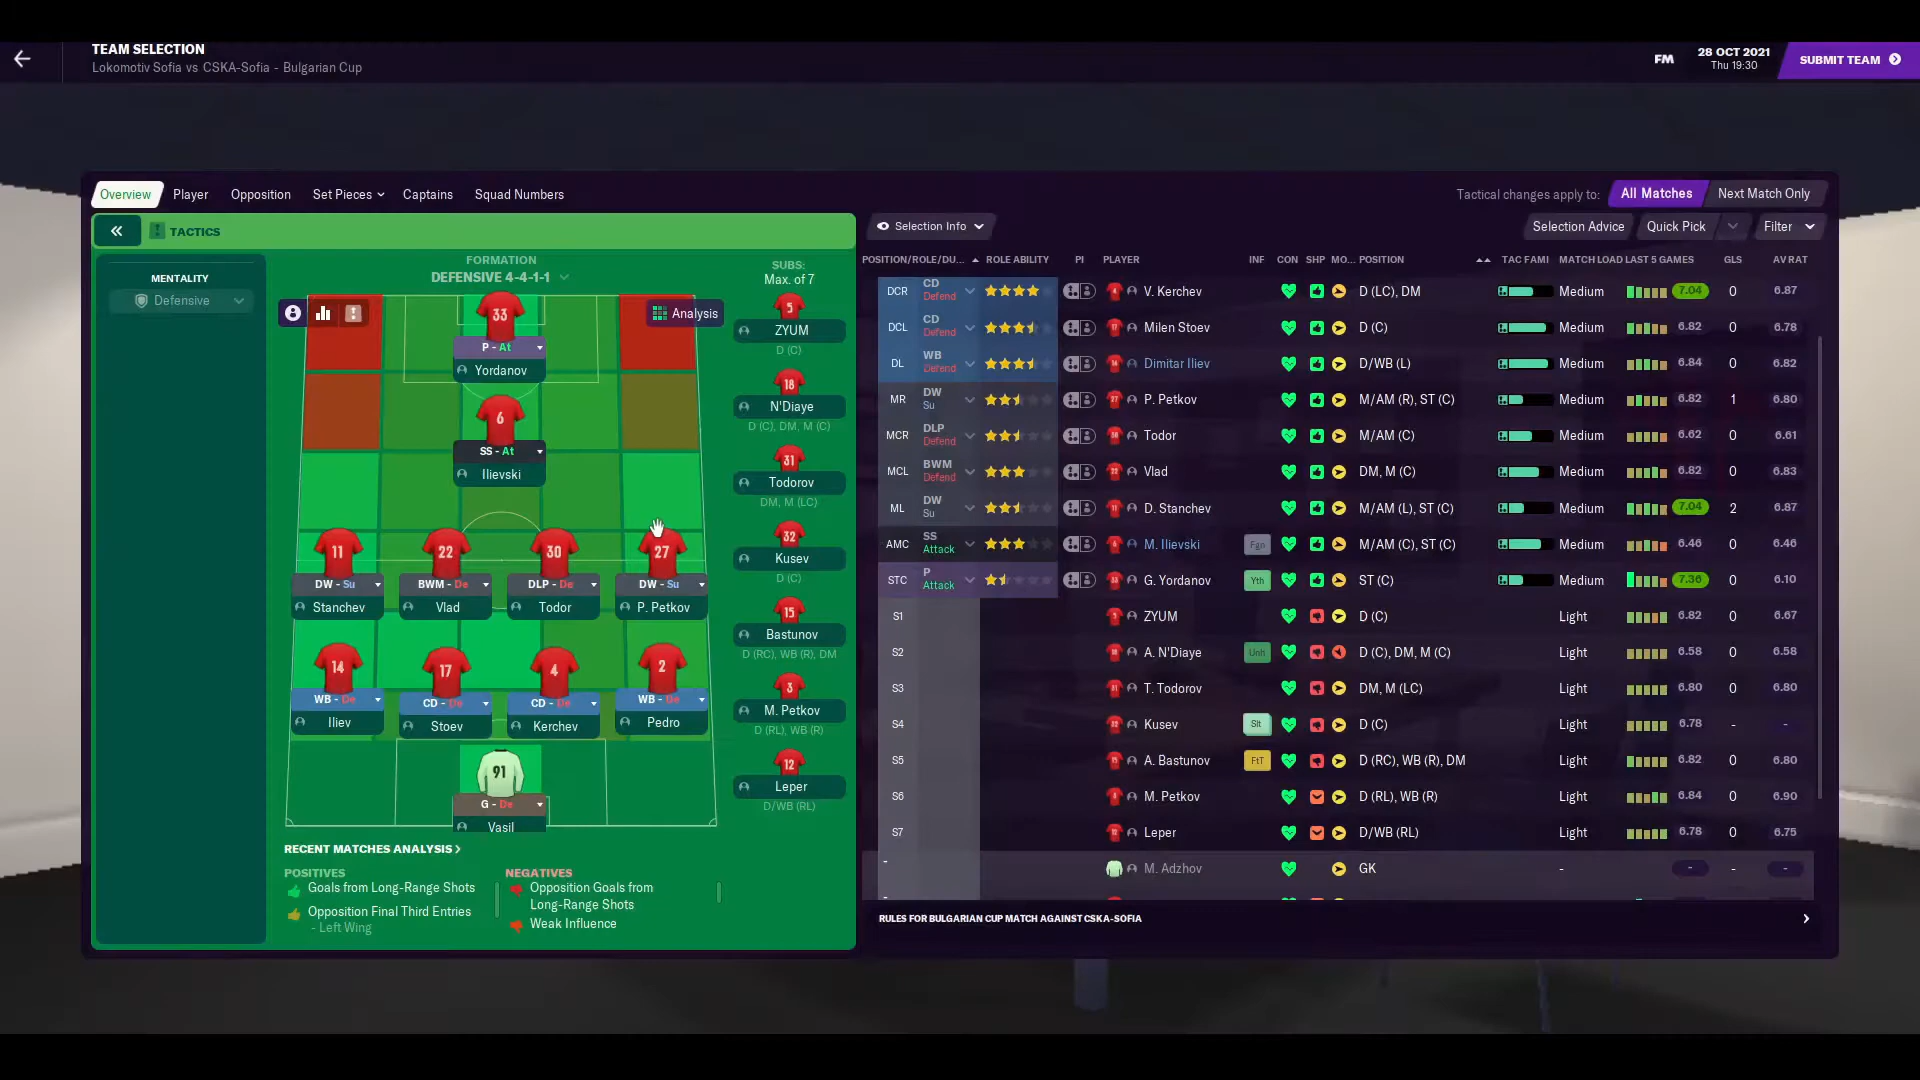 TEAM SELECTION
Lokomotiv Sofia vs CSKA-Sofia - Bulgarian Cup
FM
28 OCT 2021
Thu 19:30
SUBMIT TEAM
Overview Player Opposition Set Pieces Captains Squad Numbers
Tactical changes apply to: All Matches Next Match Only
TACTICS
Selection Info
Selection Advice Quick Pick Filter
MENTALITY
Defensive
FORMATION
DEFENSIVE 4-4-1-1
SUBS:
Max. of 7
Analysis
33
P - At
Yordanov
6
SS - At
Ilievski
11 22 30 27
DW - Su BWM - De DLP - De DW - Su
Stanchev Vlad Todor P. Petkov
14 17 4 2
WB - De CD - De CD - De WB - De
Iliev Stoev Kerchev Pedro
91
G - De
Vasil
5
ZYUM
D (C)
18
N'Diaye
D (C), DM, M (C)
31
Todorov
DM, M (LC)
32
Kusev
D (C)
15
Bastunov
D (RC), WB (R), DM
3
M. Petkov
D (RL), WB (R)
12
Leper
D/WB (RL)
RECENT MATCHES ANALYSIS >
POSITIVES
Goals from Long-Range Shots
Opposition Final Third Entries
- Left Wing
NEGATIVES
Opposition Goals from
Long-Range Shots
Weak Influence
POSITION/ROLE/DU... ROLE ABILITY PI PLAYER INF CON SHP MO... POSITION TAC FAMI MATCH LOAD LAST 5 GAMES GLS AV RAT
DCR CD Defend V. Kerchev D (LC), DM Medium 7.04 0 6.87
DCL CD Defend Milen Stoev D (C) Medium 6.82 0 6.78
DL WB Defend Dimitar Iliev D/WB (L) Medium 6.84 0 6.82
MR DW Su P. Petkov M/AM (R), ST (C) Medium 6.82 1 6.80
MCR DLP Defend Todor M/AM (C) Medium 6.62 0 6.61
MCL BWM Defend Vlad DM, M (C) Medium 6.82 0 6.83
ML DW Su D. Stanchev M/AM (L), ST (C) Medium 7.04 2 6.87
AMC SS Attack M. Ilievski Fgn M/AM (C), ST (C) Medium 6.46 0 6.46
STC P Attack G. Yordanov Yth ST (C) Medium 7.36 0 6.10
S1 ZYUM D (C) Light 6.82 0 6.67
S2 A. N'Diaye Unh D (C), DM, M (C) Light 6.58 0 6.58
S3 T. Todorov DM, M (LC) Light 6.80 0 6.80
S4 Kusev Slt D (C) Light 6.78 - -
S5 A. Bastunov FtT D (RC), WB (R), DM Light 6.82 0 6.80
S6 M. Petkov D (RL), WB (R) Light 6.84 0 6.90
S7 Leper D/WB (RL) Light 6.78 0 6.75
- M. Adzhov GK - - - -
-
RULES FOR BULGARIAN CUP MATCH AGAINST CSKA-SOFIA